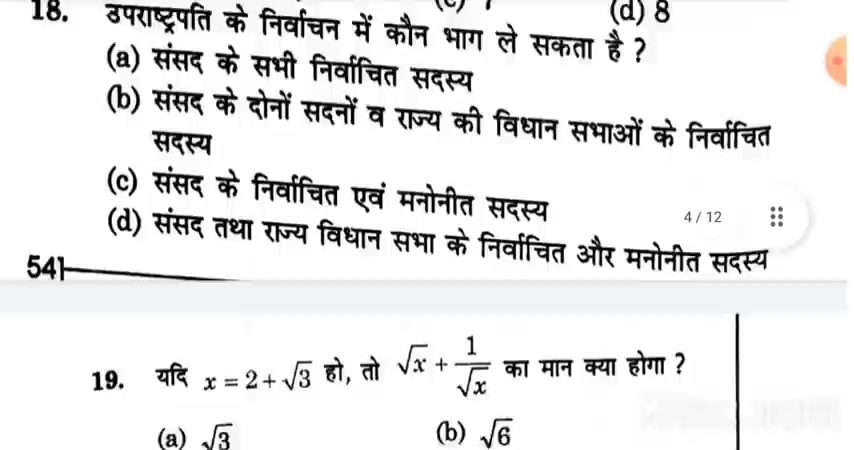 (d) 8
18. उपराष्ट्रपति के निर्वाचन में कौन भाग ले सकता है ?
(a) संसद के सभी निर्वाचित सदस्य
(b) संसद के दोनों सदनों व राज्य की विधान सभाओं के निर्वाचित
सदस्य
(c) संसद के निर्वाचित एवं मनोनीत सदस्य
4 / 12
(d) संसद तथा राज्य विधान सभा के निर्वाचित और मनोनीत सदस्य
541
19. यदि x = 2 + √3 हो, तो √x + 1/√x का मान क्या होगा ?
(a) √3 (b) √6